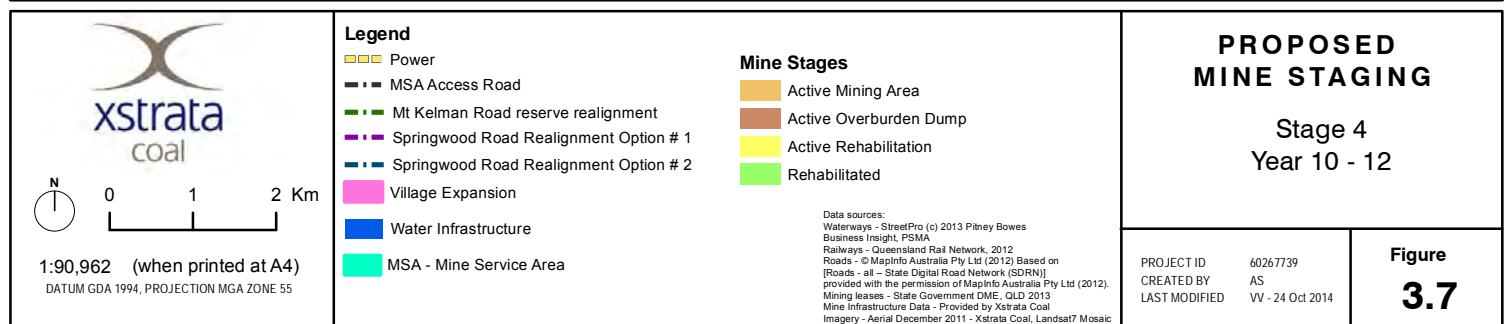 xstrata
coal
N
0 1 2 Km
1:90,962 (when printed at A4)
DATUM GDA 1994, PROJECTION MGA ZONE 55
Legend
Power
MSA Access Road
Mt Kelman Road reserve realignment
Springwood Road Realignment Option # 1
Springwood Road Realignment Option # 2
Village Expansion
Water Infrastructure
MSA - Mine Service Area
Mine Stages
Active Mining Area
Active Overburden Dump
Active Rehabilitation
Rehabilitated
Data sources:
Waterways - StreetPro (c) 2013 Pitney Bowes
Business Insight, PSMA
Railways - Queensland Rail Network, 2012
Roads - © MapInfo Australia Pty Ltd (2012) Based on
[Roads - all – State Digital Road Network (SDRN)]
provided with the permission of MapInfo Australia Pty Ltd (2012).
Mining leases - State Government DME, QLD 2013
Mine Infrastructure Data - Provided by Xstrata Coal
Imagery - Aerial December 2011 - Xstrata Coal, Landsat7 Mosaic
PROPOSED
MINE STAGING
Stage 4
Year 10 - 12
PROJECT ID 60267739
CREATED BY AS
LAST MODIFIED VV - 24 Oct 2014
Figure
3.7